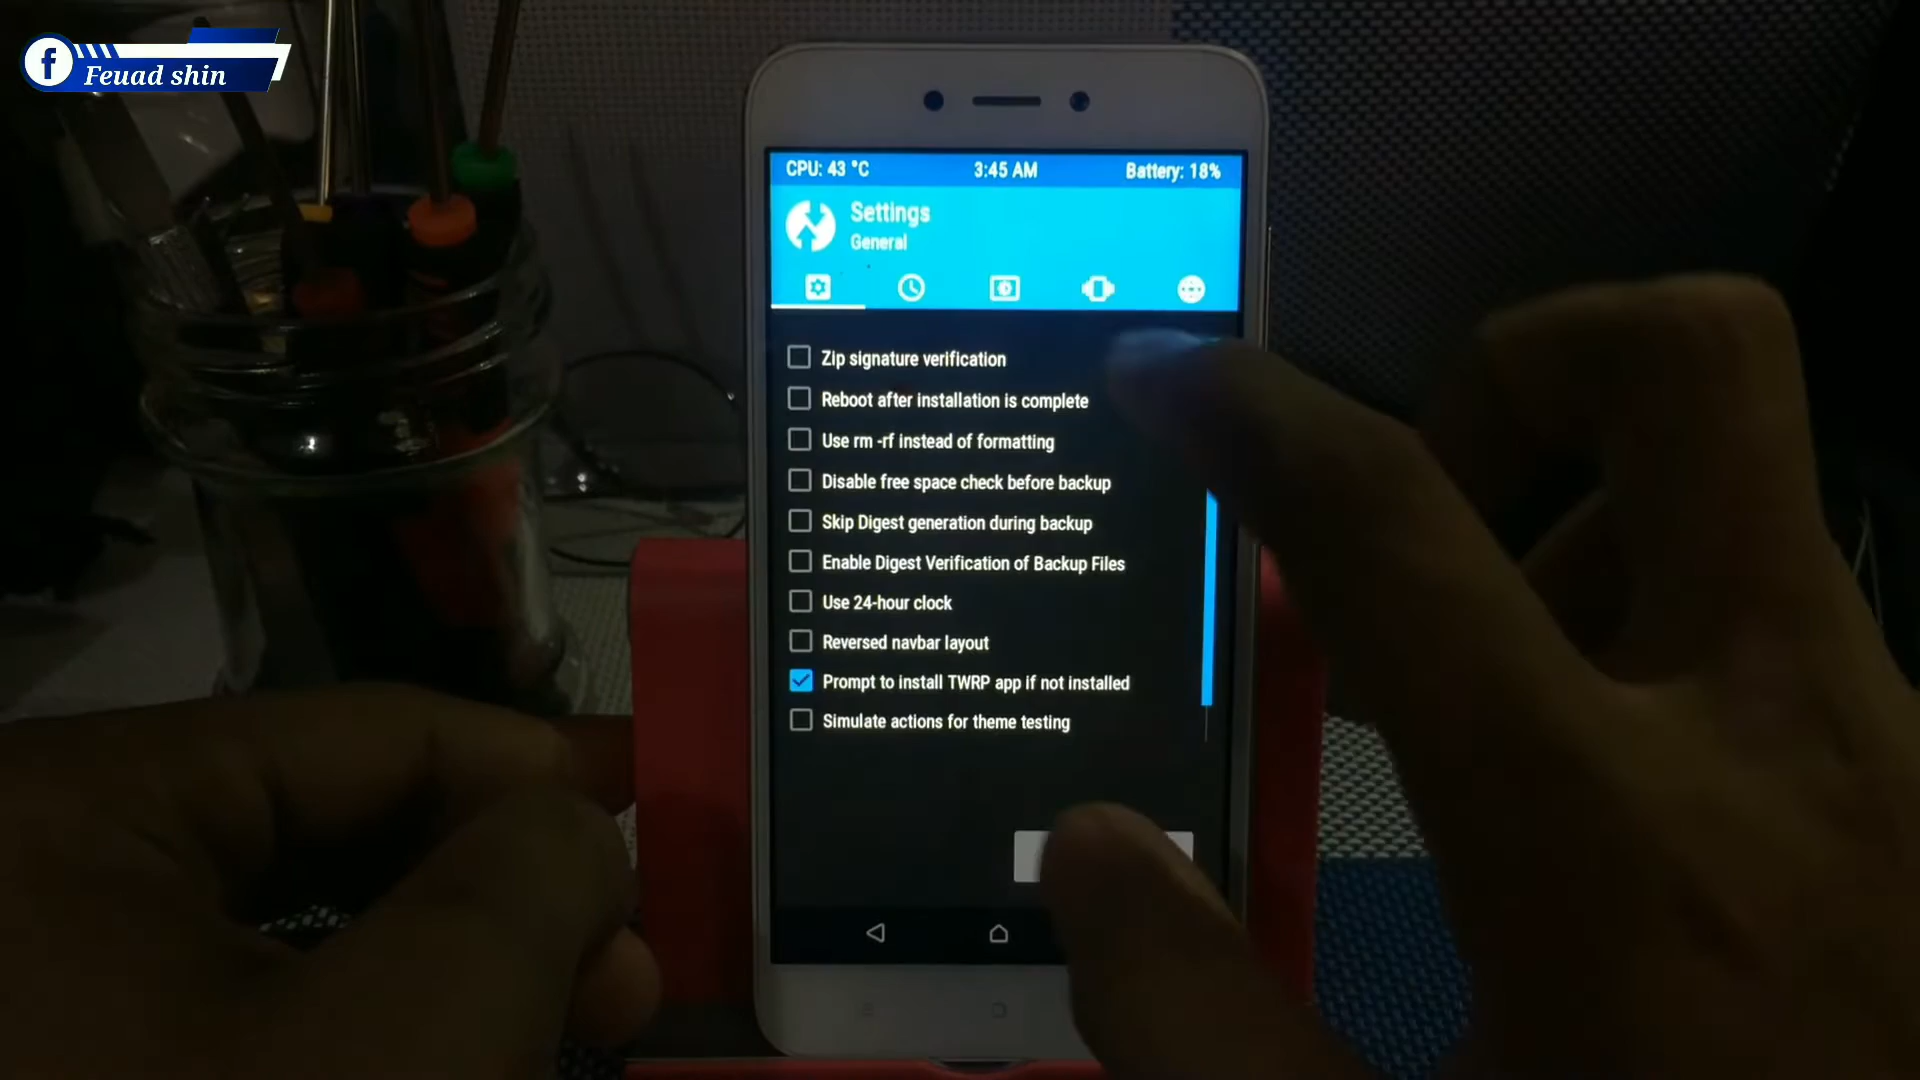 f
Feuad shin
CPU: 43 °C 3:45 AM Battery: 18%
Settings
General
Zip signature verification
Reboot after installation is complete
Use rm -rf instead of formatting
Disable free space check before backup
Skip Digest generation during backup
Enable Digest Verification of Backup Files
Use 24-hour clock
Reversed navbar layout
Prompt to install TWRP app if not installed
Simulate actions for theme testing